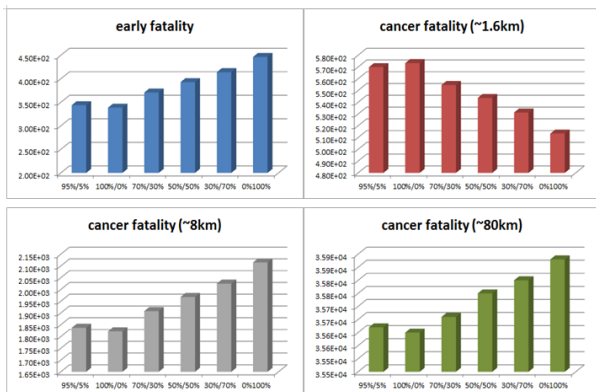 early fatality
4.50E+02
4.00E+02
3.50E+02
3.00E+02
2.50E+02
2.00E+02
95%/5% 100%/0% 70%/30% 50%/50% 30%/70% 0%100%
cancer fatality (~1.6km)
5.80E+02
5.70E+02
5.60E+02
5.50E+02
5.40E+02
5.30E+02
5.20E+02
5.10E+02
5.00E+02
4.90E+02
4.80E+02
95%/5% 100%/0% 70%/30% 50%/50% 30%/70% 0%100%
cancer fatality (~8km)
2.15E+03
2.10E+03
2.05E+03
2.00E+03
1.95E+03
1.90E+03
1.85E+03
1.80E+03
1.75E+03
1.70E+03
1.65E+03
95%/5% 100%/0% 70%/30% 50%/50% 30%/70% 0%100%
cancer fatality (~80km)
3.59E+04
3.59E+04
3.58E+04
3.58E+04
3.57E+04
3.57E+04
3.56E+04
3.56E+04
3.55E+04
95%/5% 100%/0% 70%/30% 50%/50% 30%/70% 0%100%